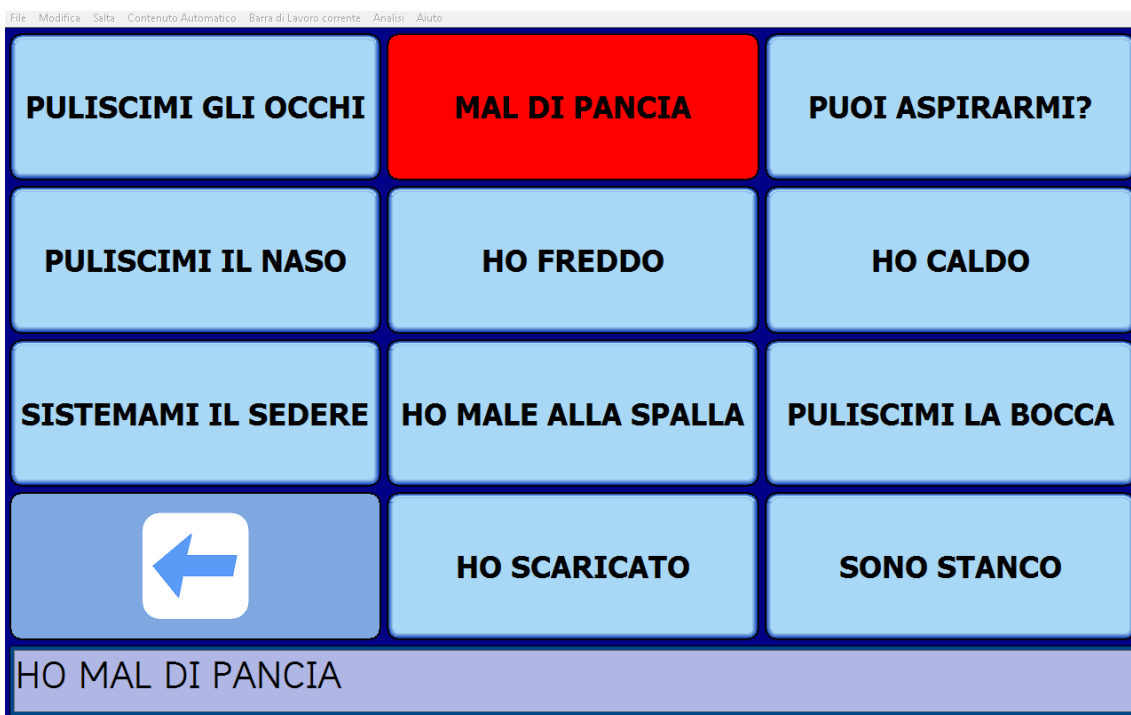 File Modifica Salta Contenuto Automatico Barra di Lavoro corrente Analisi Aiuto
PULISCIMI GLI OCCHI
MAL DI PANCIA
PUOI ASPIRARMI?
PULISCIMI IL NASO
HO FREDDO
HO CALDO
SISTEMAMI IL SEDERE
HO MALE ALLA SPALLA
PULISCIMI LA BOCCA
HO SCARICATO
SONO STANCO
HO MAL DI PANCIA